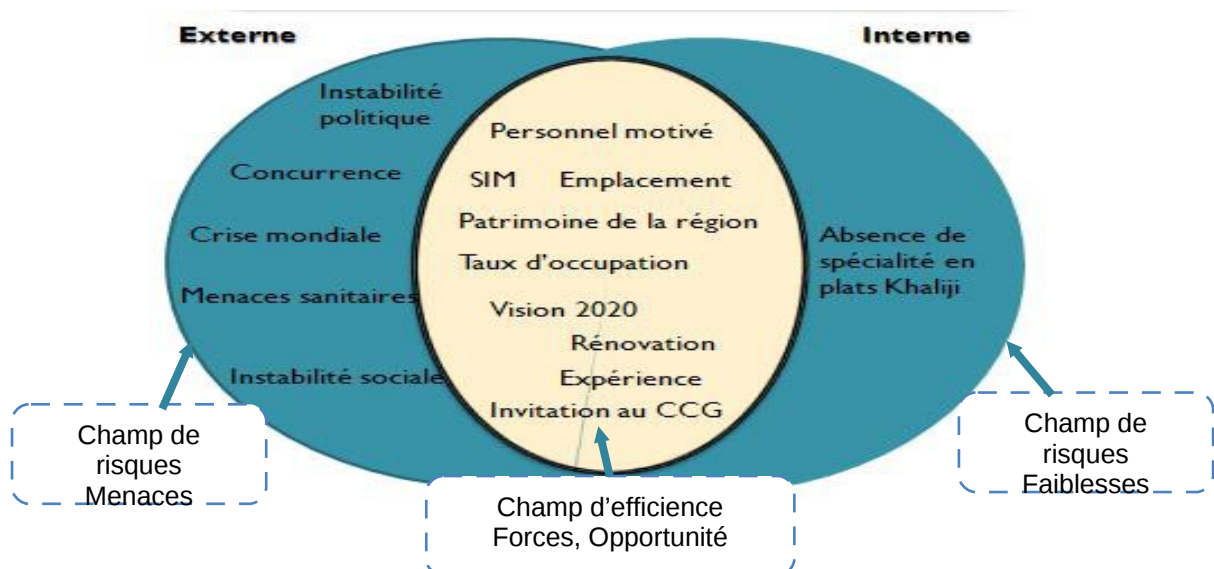 Externe
Interne
Instabilité
politique
Concurrence
Crise mondiale
Menaces sanitaires
Instabilité sociale
Personnel motivé
SIM Emplacement
Patrimoine de la région
Taux d'occupation
Vision 2020
Rénovation
Expérience
Invitation au CCG
Absence de
spécialité en
plats Khaliji
Champ de
risques
Menaces
Champ d’efficience
Forces, Opportunité
Champ de
risques
Faiblesses